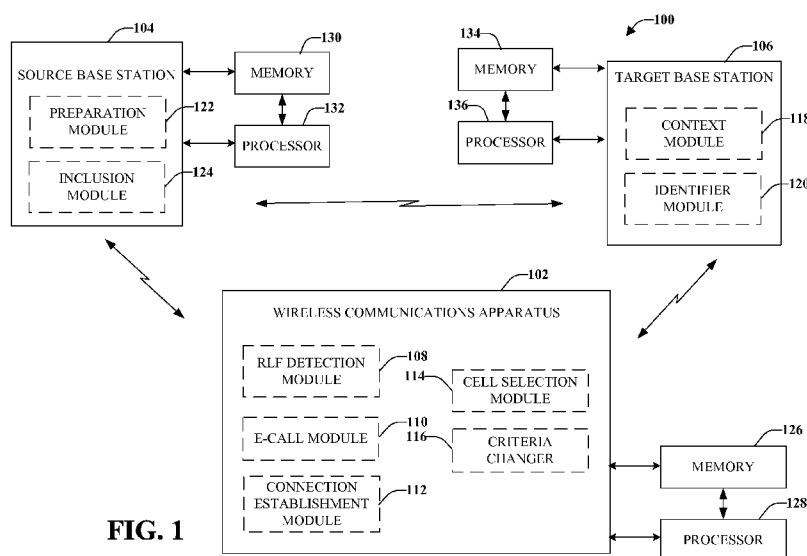 104
SOURCE BASE STATION
PREPARATION
MODULE
122
INCLUSION
MODULE
124
130
MEMORY
132
PROCESSOR
134
MEMORY
136
PROCESSOR
100
106
TARGET BASE STATION
CONTEXT
MODULE
118
IDENTIFIER
MODULE
120
102
WIRELESS COMMUNICATIONS APPARATUS
RLF DETECTION
MODULE
108
E-CALL MODULE
110
CONNECTION
ESTABLISHMENT
MODULE
112
114
CELL SELECTION
MODULE
116
CRITERIA
CHANGER
126
MEMORY
128
PROCESSOR
FIG. 1